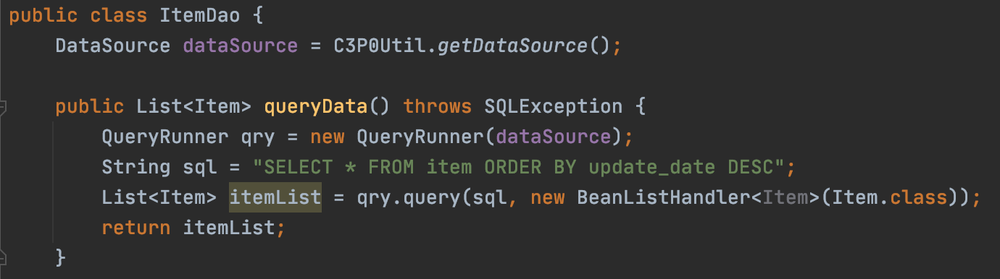 public class ItemDao {
    DataSource dataSource = C3P0Util.getDataSource();
    public List<Item> queryData() throws SQLException {
        QueryRunner qry = new QueryRunner(dataSource);
        String sql = "SELECT * FROM item ORDER BY update_date DESC";
        List<Item> itemList = qry.query(sql, new BeanListHandler<Item>(Item.class));
        return itemList;
    }